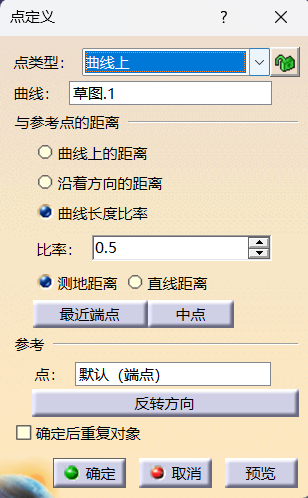 点定义 ?
点类型： 曲线上
曲线： 草图.1
与参考点的距离
曲线上的距离
沿着方向的距离
曲线长度比率
比率： 0.5
测地距离 直线距离
最近端点 中点
参考
点： 默认（端点）
反转方向
确定后重复对象
确定 取消 预览